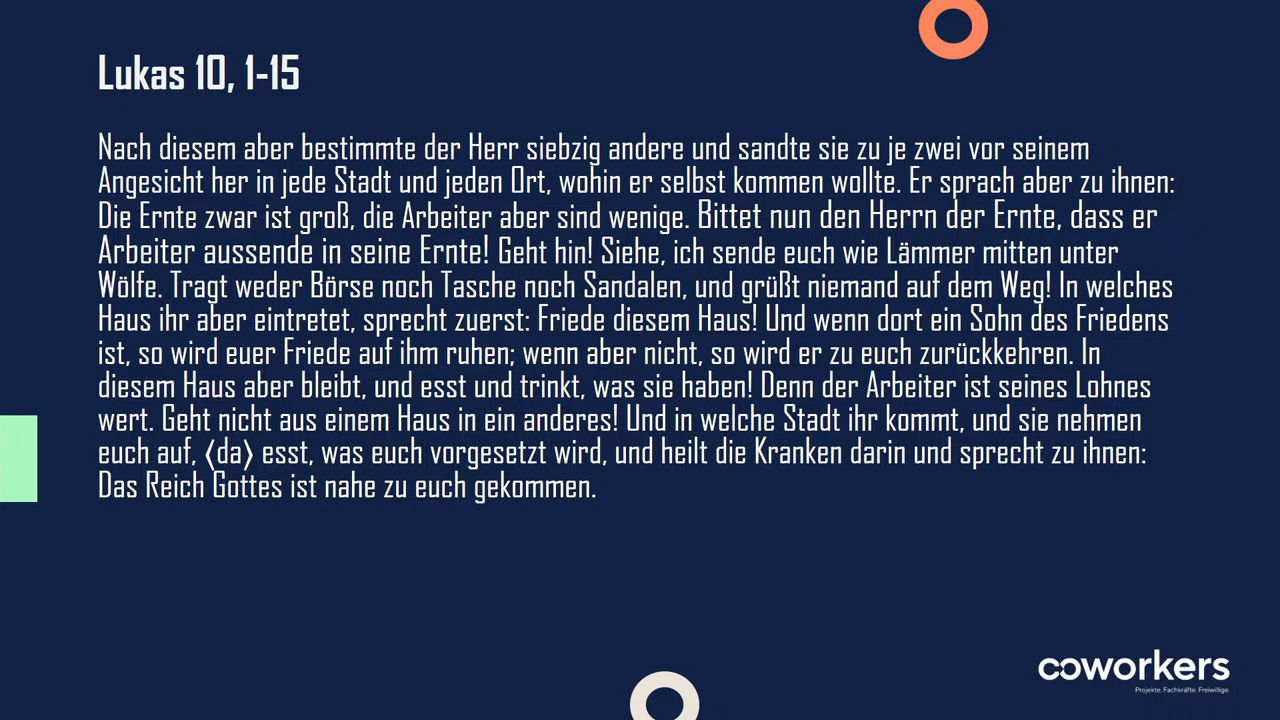 Lukas 10, 1-15
Nach diesem aber bestimmte der Herr siebzig andere und sandte sie zu je zwei vor seinem
Angesicht her in jede Stadt und jeden Ort, wohin er selbst kommen wollte. Er sprach aber zu ihnen:
Die Ernte zwar ist groß, die Arbeiter aber sind wenige. Bittet nun den Herrn der Ernte, dass er
Arbeiter aussende in seine Ernte! Geht hin! Siehe, ich sende euch wie Lämmer mitten unter
Wölfe. Tragt weder Börse noch Tasche noch Sandalen, und grüßt niemand auf dem Weg! In welches
Haus ihr aber eintretet, sprecht zuerst: Friede diesem Haus! Und wenn dort ein Sohn des Friedens
ist, so wird euer Friede auf ihm ruhen; wenn aber nicht, so wird er zu euch zurückkehren. In
diesem Haus aber bleibt, und esst und trinkt, was sie haben! Denn der Arbeiter ist seines Lohnes
wert. Geht nicht aus einem Haus in ein anderes! Und in welche Stadt ihr kommt, und sie nehmen
euch auf, ⟨da⟩ esst, was euch vorgesetzt wird, und heilt die Kranken darin und sprecht zu ihnen:
Das Reich Gottes ist nahe zu euch gekommen.
coworkers
Projekte. Fachkräfte. Freiwillige.